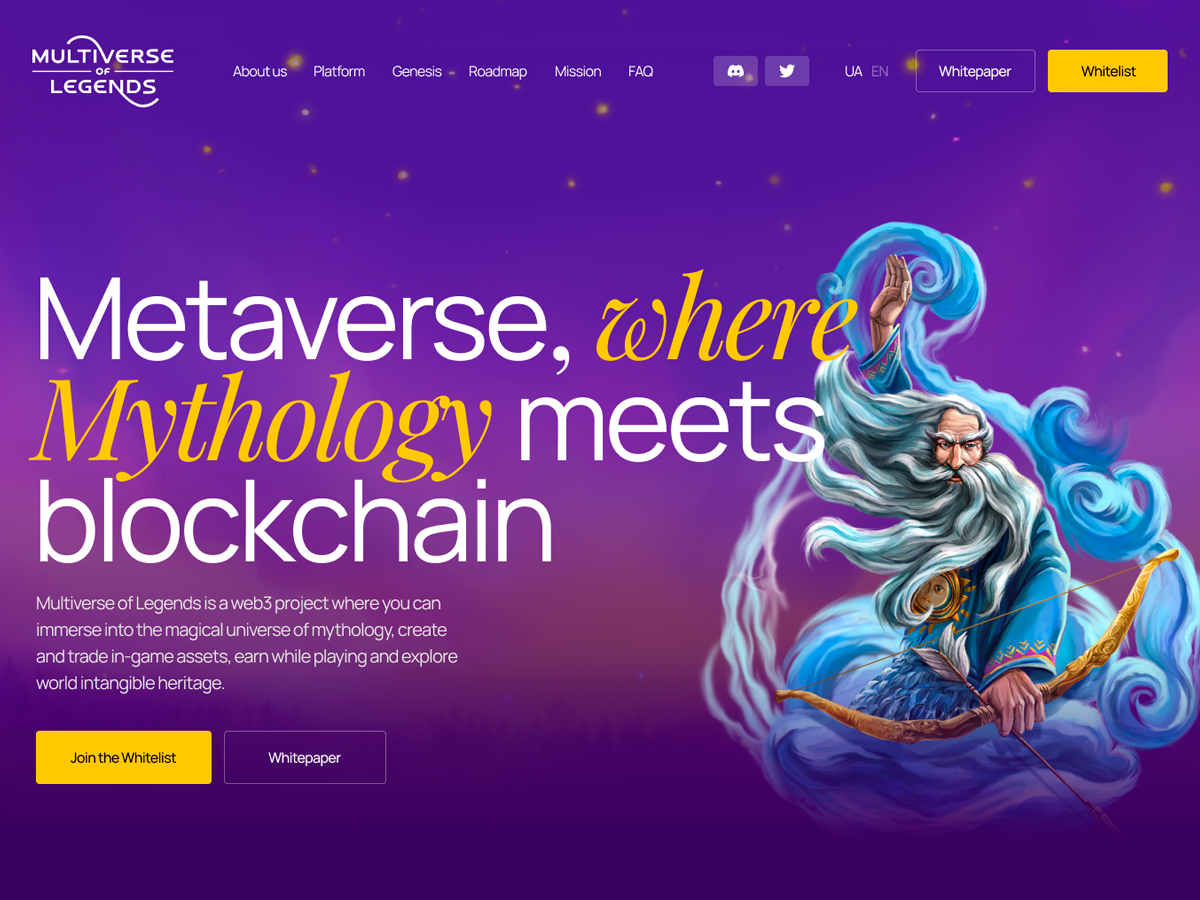 MULTIVERSE
OF
LEGENDS
About us
Platform
Genesis
Roadmap
Mission
FAQ
UA EN
Whitepaper
Whitelist
Metaverse, where
Mythology meets
blockchain
Multiverse of Legends is a web3 project where you can
immerse into the magical universe of mythology, create
and trade in-game assets, earn while playing and explore
world intangible heritage.
Join the Whitelist
Whitepaper